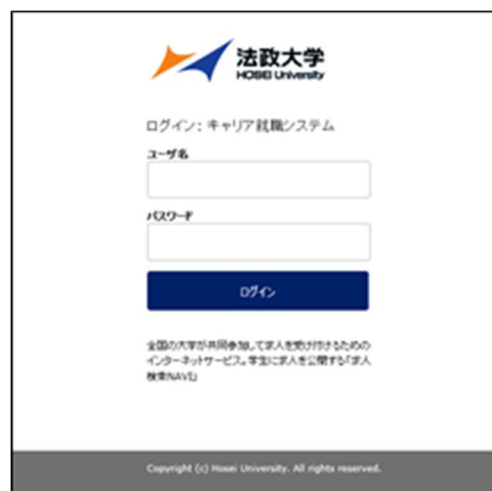 法政大学
HOSEI University
ログイン: キャリア就職システム
ユーザ名
パスワード
ログイン
全国の大学が共同参加して求人を受け付けるための
インターネットサービス。学生に求人を公開する「求人
検索NAVI」
Copyright (c) Hosei University. All rights reserved.